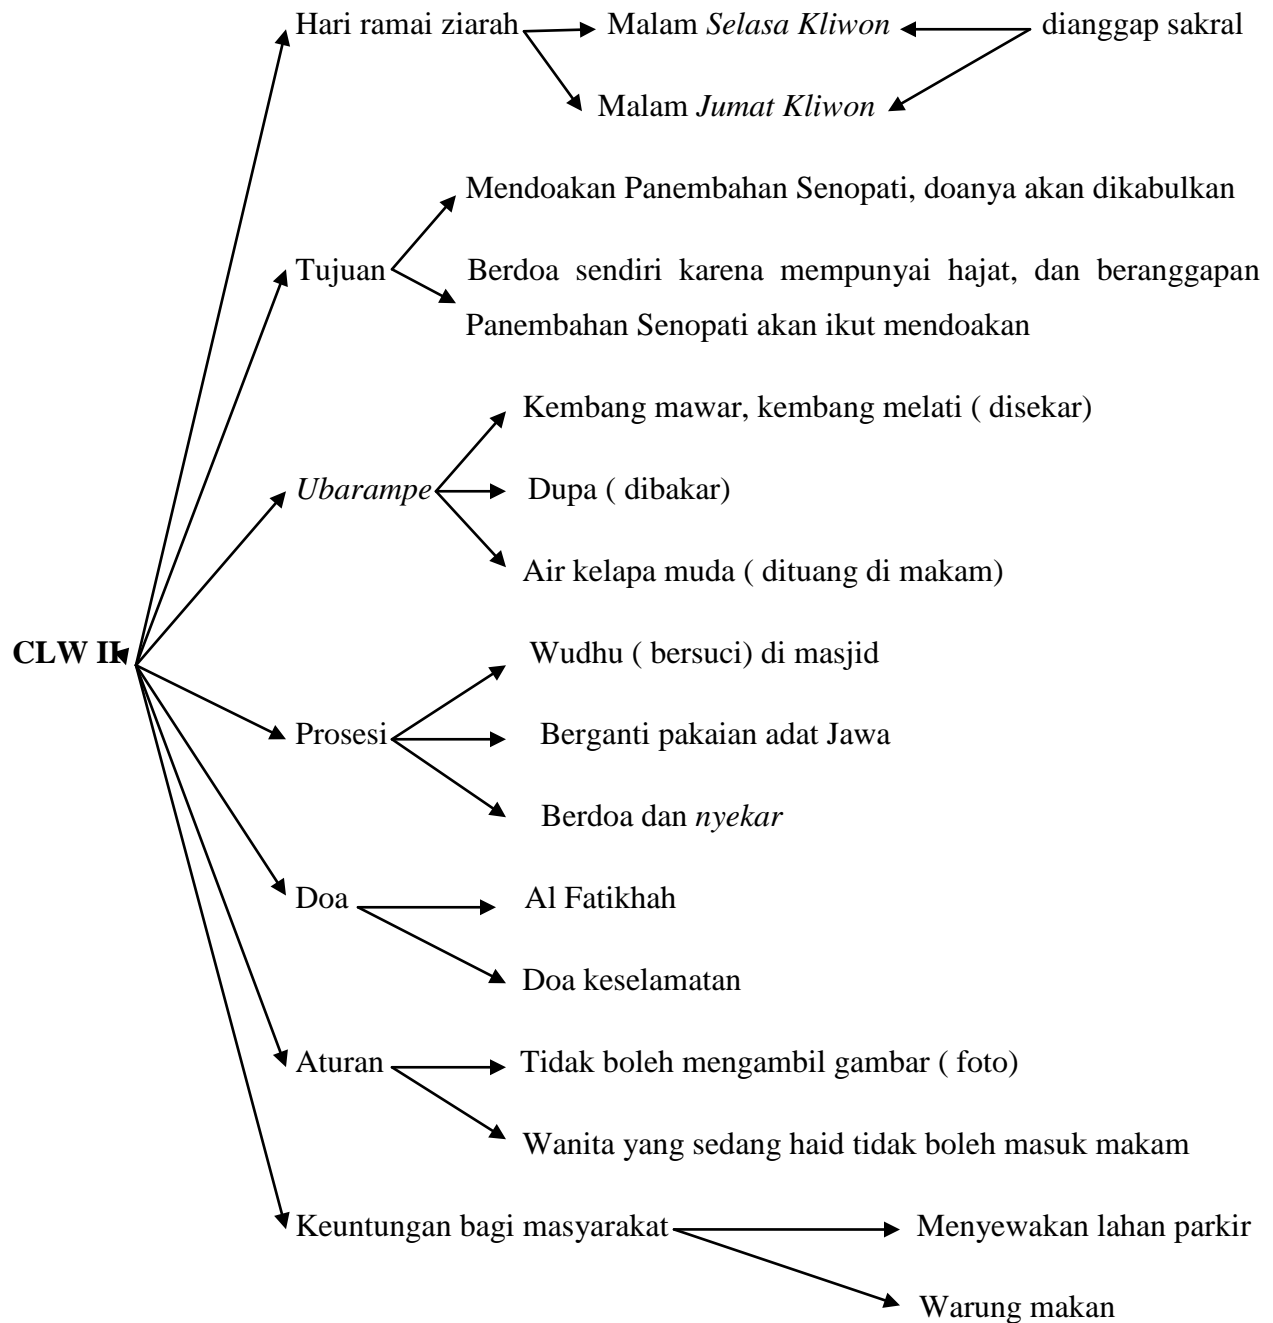 Hari ramai ziarah Malam Selasa Kliwon dianggap sakral
Malam Jumat Kliwon
Mendoakan Panembahan Senopati, doanya akan dikabulkan
Tujuan Berdoa sendiri karena mempunyai hajat, dan beranggapan
Panembahan Senopati akan ikut mendoakan
Kembang mawar, kembang melati ( disekar)
Ubarampe Dupa ( dibakar)
Air kelapa muda ( dituang di makam)
CLW II Wudhu ( bersuci) di masjid
Prosesi Berganti pakaian adat Jawa
Berdoa dan nyekar
Doa Al Fatikhah
Doa keselamatan
Aturan Tidak boleh mengambil gambar ( foto)
Wanita yang sedang haid tidak boleh masuk makam
Keuntungan bagi masyarakat Menyewakan lahan parkir
Warung makan